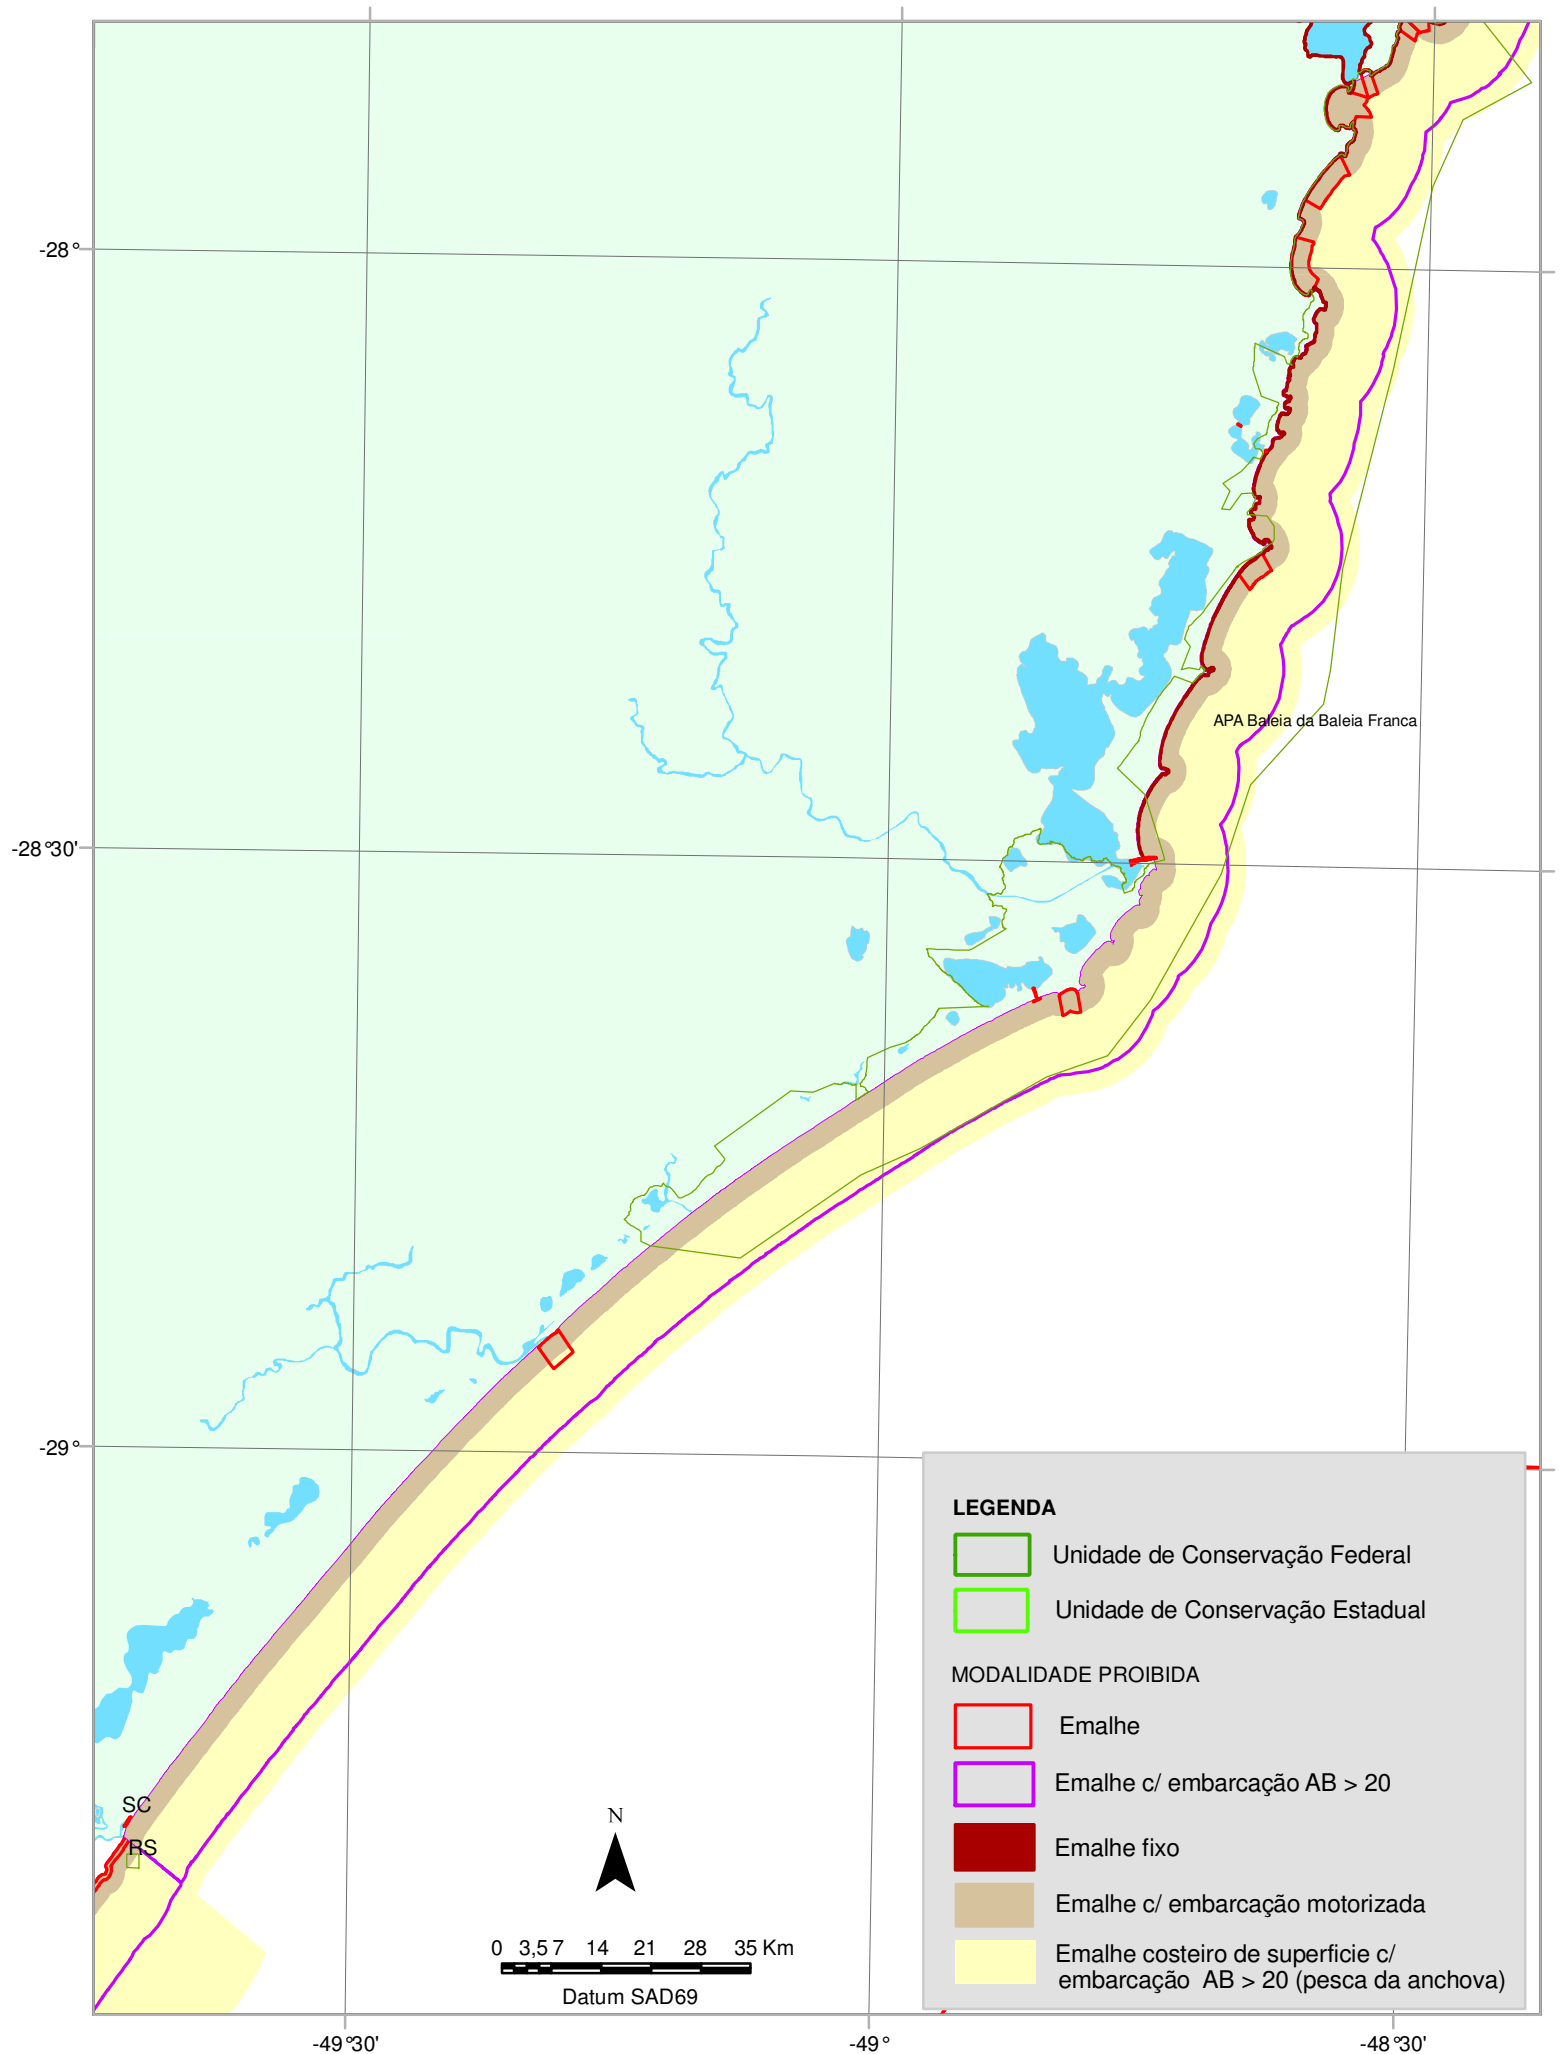 -28°
APA Baleia da Baleia Franca
-28°30'
-29°
LEGENDA
Unidade de Conservação Federal
Unidade de Conservação Estadual
MODALIDADE PROIBIDA
Emalhe
Emalhe c/ embarcação AB > 20
Emalhe fixo
Emalhe c/ embarcação motorizada
Emalhe costeiro de superficie c/
embarcação AB > 20 (pesca da anchova)
SC
RS
N
0 3,5 7 14 21 28 35 Km
Datum SAD69
-49°30' -49° -48°30'